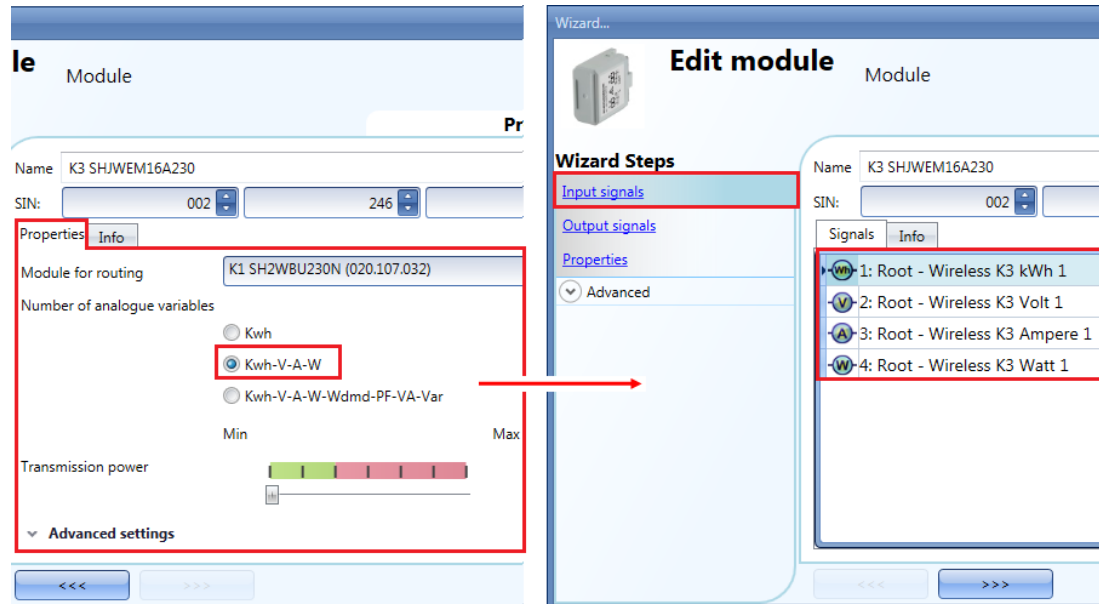 le
Module
Pr
Name K3 SHJWEM16A230
SIN: 002 246
Properties Info
Module for routing K1 SH2WBU230N (020.107.032)
Number of analogue variables
Kwh
Kwh-V-A-W
Kwh-V-A-W-Wdmd-PF-VA-Var
Min Max
Transmission power
Advanced settings
<<< >>>
Wizard...
Edit module Module
Wizard Steps
Input signals
Output signals
Properties
Advanced
Name K3 SHJWEM16A230
SIN: 002
Signals Info
Wh 1: Root - Wireless K3 kWh 1
V 2: Root - Wireless K3 Volt 1
A 3: Root - Wireless K3 Ampere 1
W 4: Root - Wireless K3 Watt 1
<<< >>>